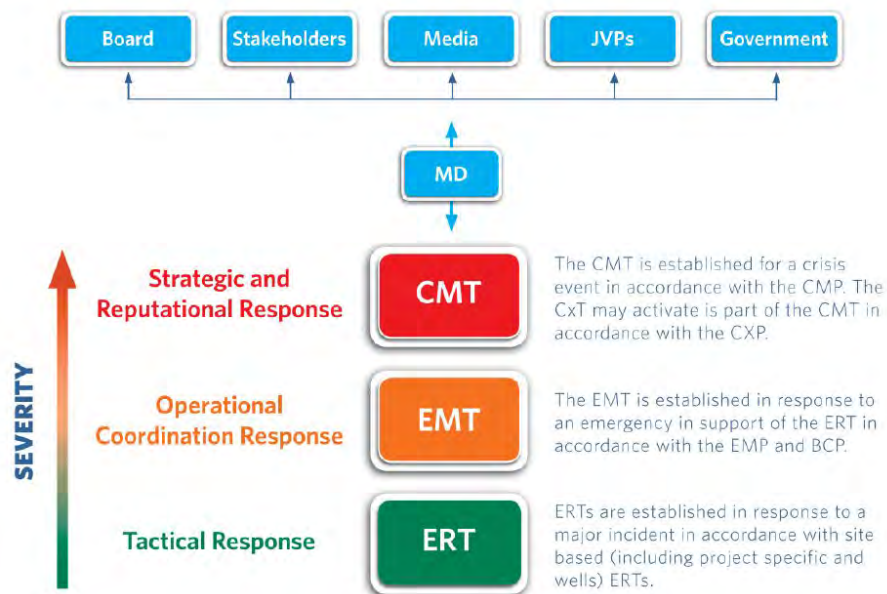 Board
Stakeholders
Media
JVPs
Government
MD
SEVERITY
Strategic and
Reputational Response
CMT
The CMT is established for a crisis
event in accordance with the CMP. The
CxT may activate is part of the CMT in
accordance with the CXP.
Operational
Coordination Response
EMT
The EMT is established in response to
an emergency in support of the ERT in
accordance with the EMP and BCP.
Tactical Response
ERT
ERTs are established in response to a
major incident in accordance with site
based (including project specific and
wells) ERTs.